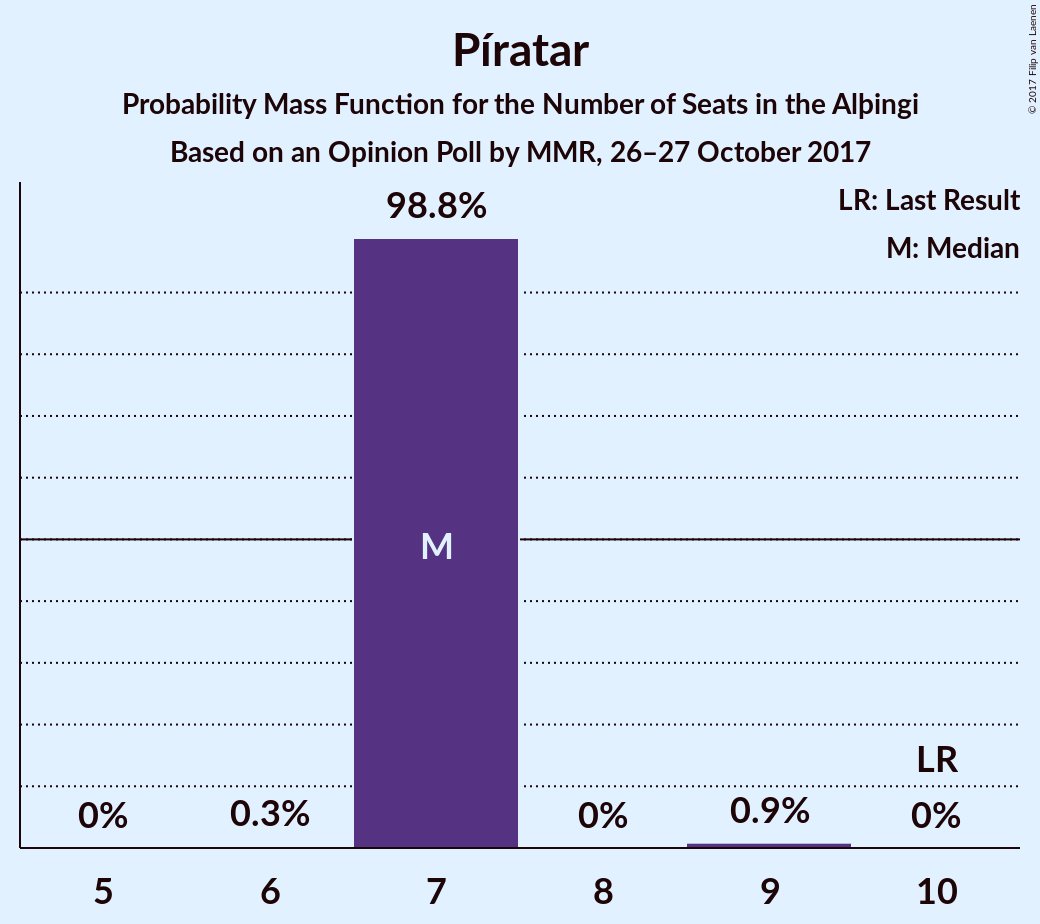 Píratar
Probability Mass Function for the Number of Seats in the Alþingi
Based on an Opinion Poll by MMR, 26–27 October 2017
© 2017 Filip van Laenen
LR: Last Result
M: Median
98.8%
M
LR
0% 0.3% 0% 0.9% 0%
5 6 7 8 9 10